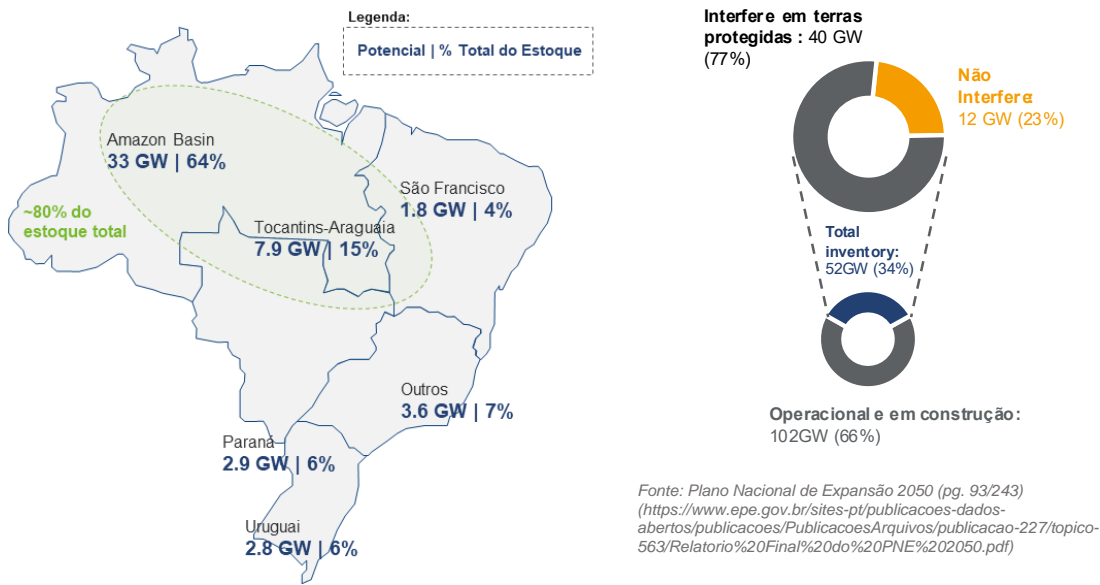 Legenda:
Potencial | % Total do Estoque
Amazon Basin
33 GW | 64%
~80% do
estoque total
São Francisco
1.8 GW | 4%
Tocantins-Araguaia
7.9 GW | 15%
Outros
3.6 GW | 7%
Paraná
2.9 GW | 6%
Uruguai
2.8 GW | 6%
Interfere em terras
protegidas : 40 GW
(77%)
Não
Interfere:
12 GW (23%)
Total
inventory:
52GW (34%)
Operacional e em construção:
102GW (66%)
Fonte: Plano Nacional de Expansão 2050 (pg. 93/243)
(https://www.epe.gov.br/sites-pt/publicacoes-dados-
abertos/publicacoes/PublicacoesArquivos/publicacao-227/topico-
563/Relatorio%20Final%20do%20PNE%202050.pdf)